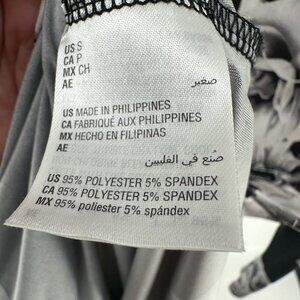 US S
CA P
MX CH
AE صغير
US MADE IN PHILIPPINES
CA FABRIQUÉ AUX PHILIPPINES
MX HECHO EN FILIPINAS
AE صنع في الفلبين
US 95% POLYESTER 5% SPANDEX
CA 95% POLYESTER 5% SPANDEX
MX 95% poliester 5% spándex